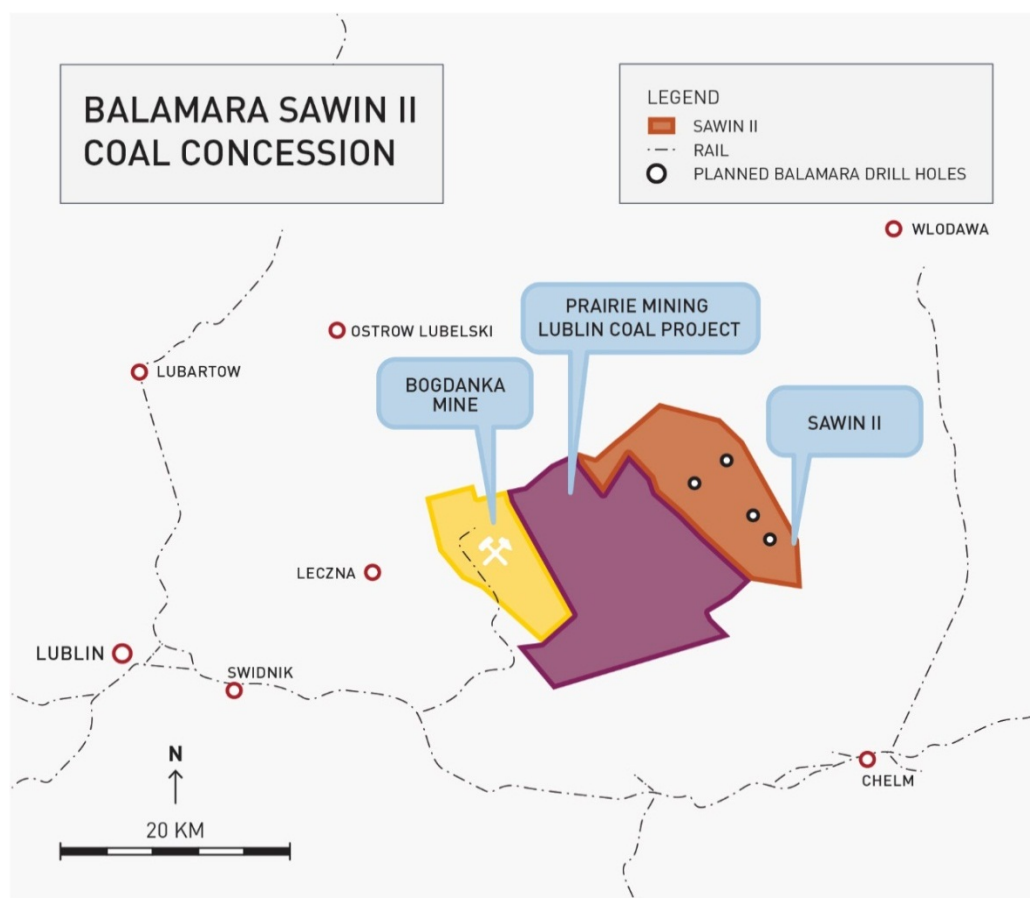 BALAMARA SAWIN II
COAL CONCESSION
LEGEND
SAWIN II
RAIL
PLANNED BALAMARA DRILL HOLES
WLODAWA
PRAIRIE MINING
LUBLIN COAL PROJECT
OSTROW LUBELSKI
LUBARTOW
BOGDANKA
MINE
SAWIN II
LECZNA
LUBLIN
SWIDNIK
N
CHELM
20 KM